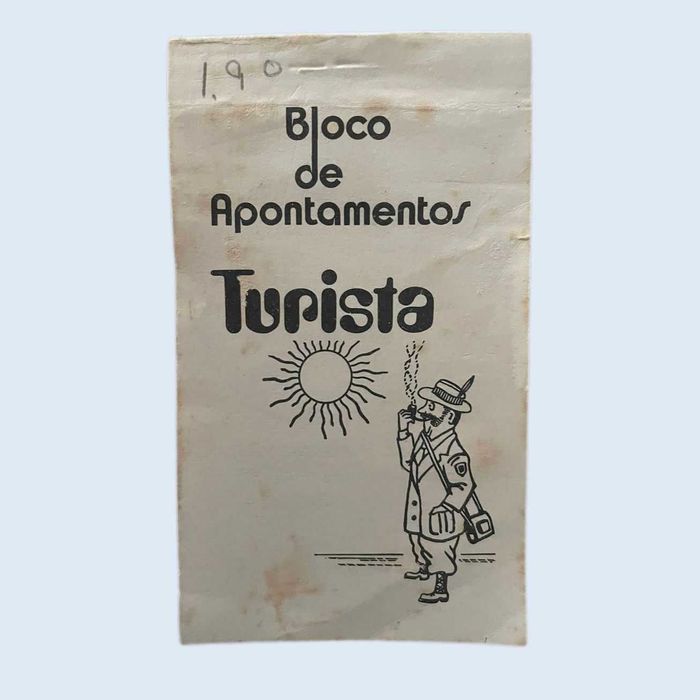 1.90
Bloco
de
Apontamentos
Turista